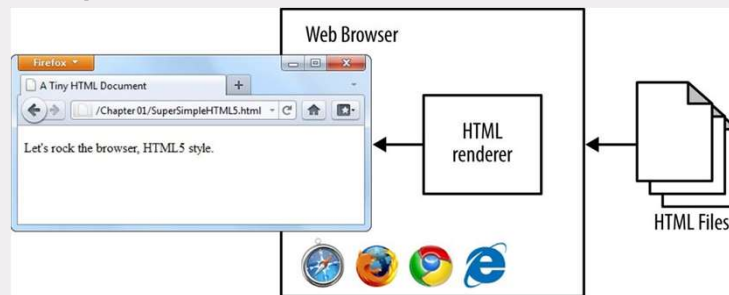 Web Browser
Firefox
A Tiny HTML Document
/Chapter 01/SuperSimpleHTML5.html
Let's rock the browser, HTML5 style.
HTML
renderer
HTML Files